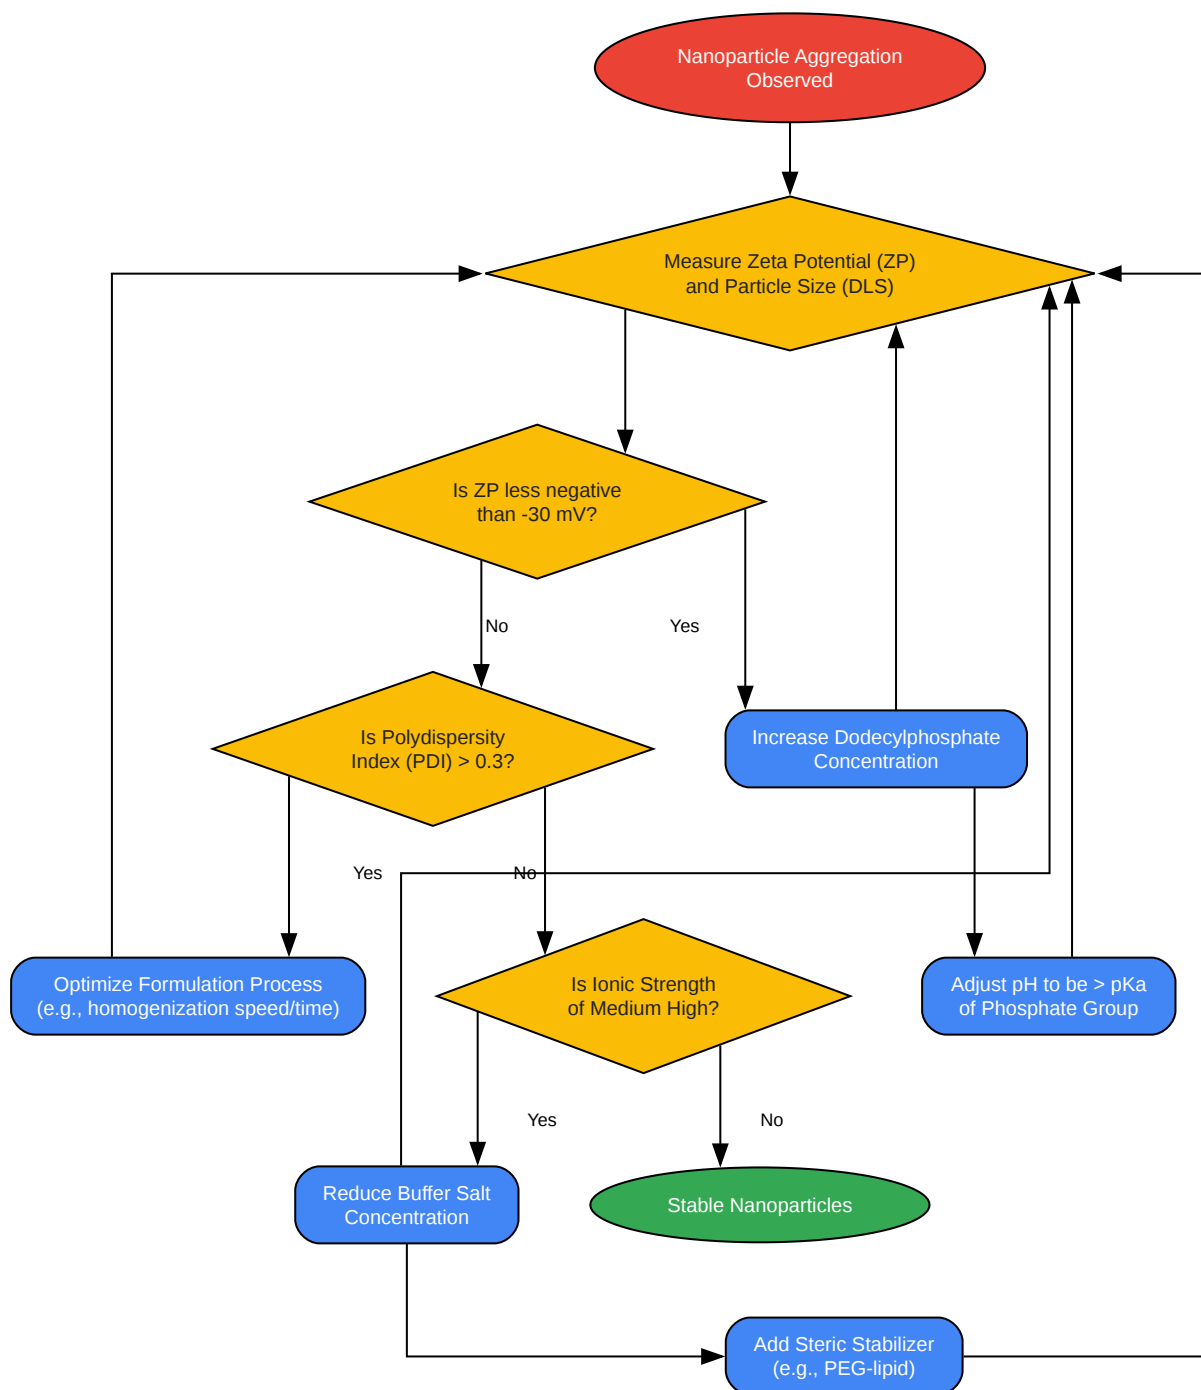 Nanoparticle Aggregation
Observed
Measure Zeta Potential (ZP)
and Particle Size (DLS)
Is ZP less negative
than -30 mV?
No
Yes
Is Polydispersity
Index (PDI) > 0.3?
Increase Dodecylphosphate
Concentration
Yes
No
Optimize Formulation Process
(e.g., homogenization speed/time)
Is Ionic Strength
of Medium High?
Adjust pH to be > pKa
of Phosphate Group
Yes
No
Reduce Buffer Salt
Concentration
Stable Nanoparticles
Add Steric Stabilizer
(e.g., PEG-lipid)